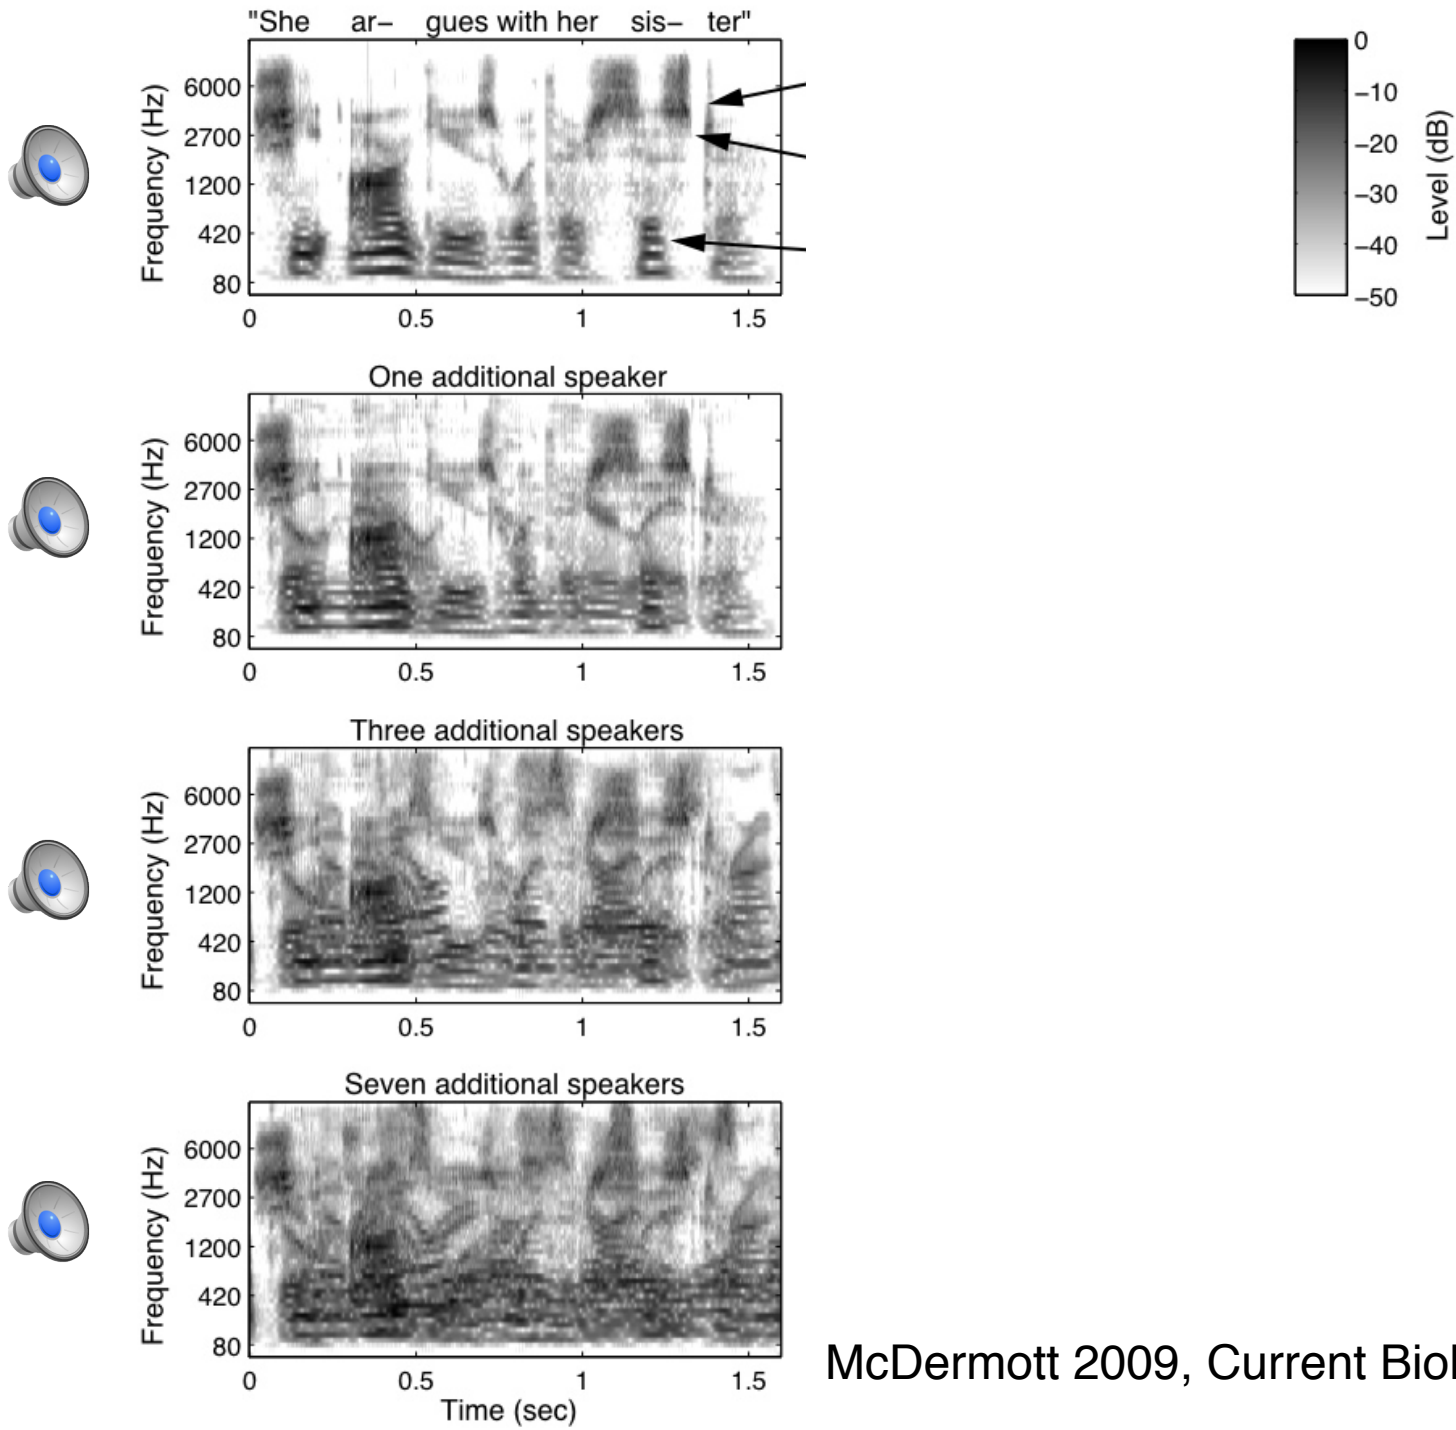 "She ar– gues with her sis– ter"
Frequency (Hz)
6000
2700
1200
420
80
0 0.5 1 1.5
0
–10
–20
–30
–40
–50
Level (dB)
One additional speaker
Frequency (Hz)
6000
2700
1200
420
80
0 0.5 1 1.5
Three additional speakers
Frequency (Hz)
6000
2700
1200
420
80
0 0.5 1 1.5
Seven additional speakers
Frequency (Hz)
6000
2700
1200
420
80
0 0.5 1 1.5
Time (sec)
McDermott 2009, Current Biol